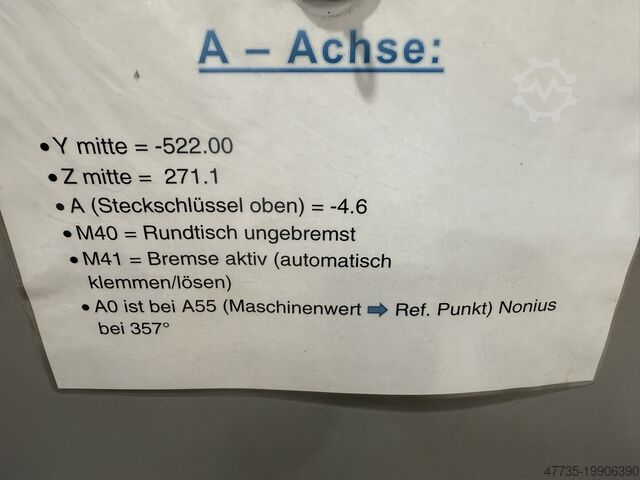 A – Achse:
• Y mitte = -522.00
• Z mitte = 271.1
• A (Steckschlüssel oben) = -4.6
• M40 = Rundtisch ungebremst
• M41 = Bremse aktiv (automatisch
klemmen/lösen)
• A0 ist bei A55 (Maschinenwert ➡ Ref. Punkt) Nonius
bei 357°
47735-19906390